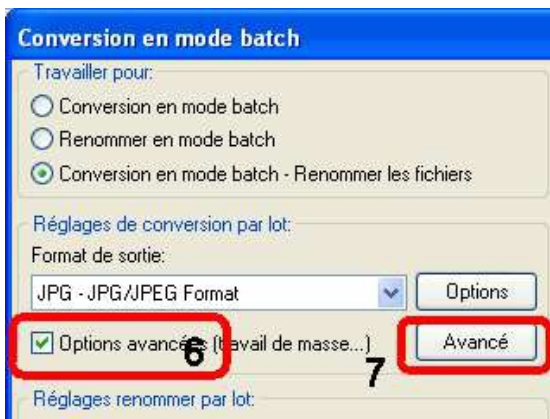 Conversion en mode batch
Travailler pour:
Conversion en mode batch
Renommer en mode batch
Conversion en mode batch - Renommer les fichiers
Réglages de conversion par lot:
Format de sortie:
JPG - JPG/JPEG Format
Options
Options avancées (travail de masse...)
Avancé
6
7
Réglages renommer par lot: